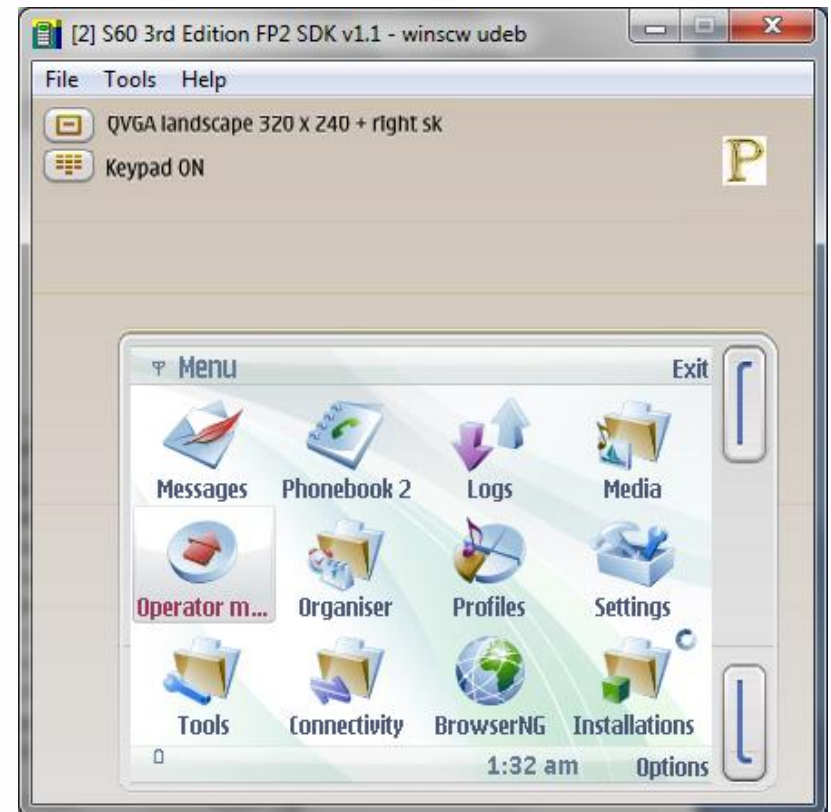 [2] S60 3rd Edition FP2 SDK v1.1 - winscw udeb
File Tools Help
QVGA landscape 320 x 240 + right sk
Keypad ON
P
Menu Exit
Messages Phonebook 2 Logs Media
Operator m... Organiser Profiles Settings
Tools Connectivity BrowserNG Installations
1:32 am Options